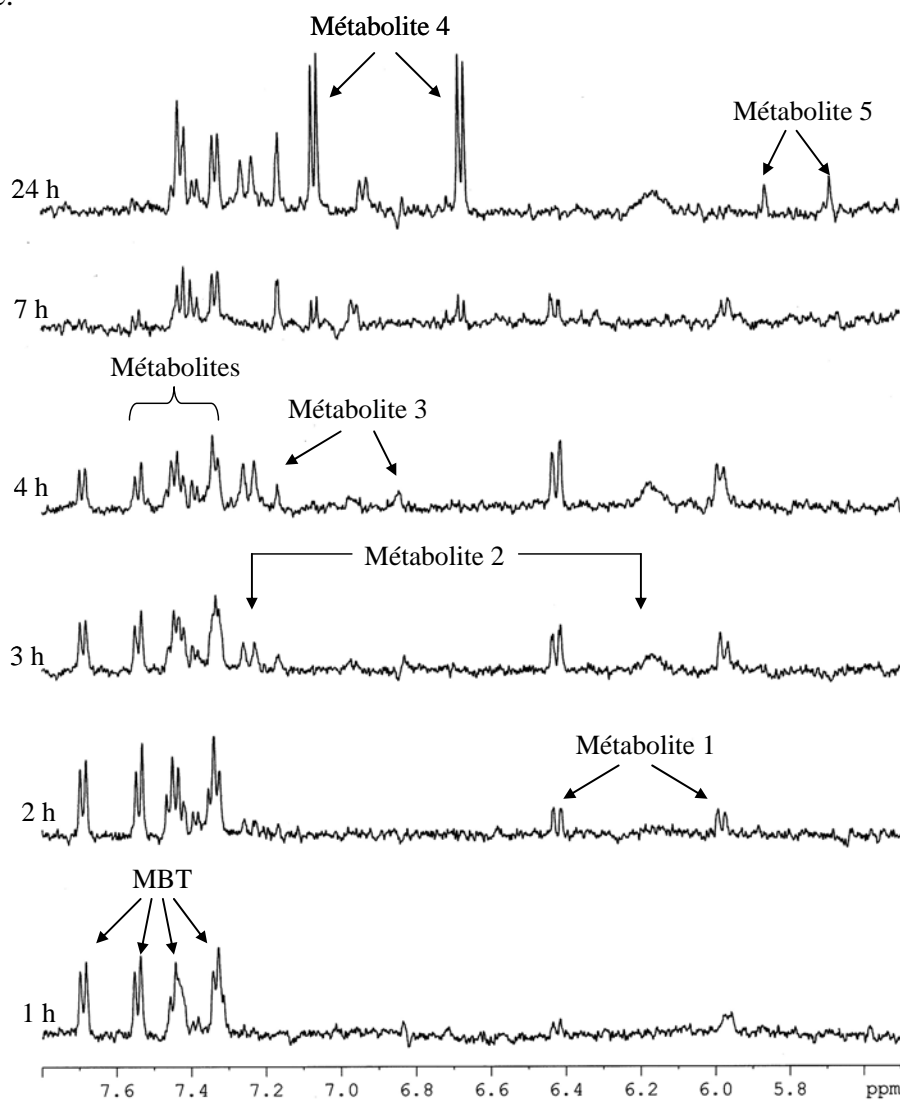 Métabolite 4
Métabolite 5
24 h
7 h
Métabolites
Métabolite 3
4 h
Métabolite 2
3 h
Métabolite 1
2 h
MBT
1 h
7.6 7.4 7.2 7.0 6.8 6.6 6.4 6.2 6.0 5.8 ppm